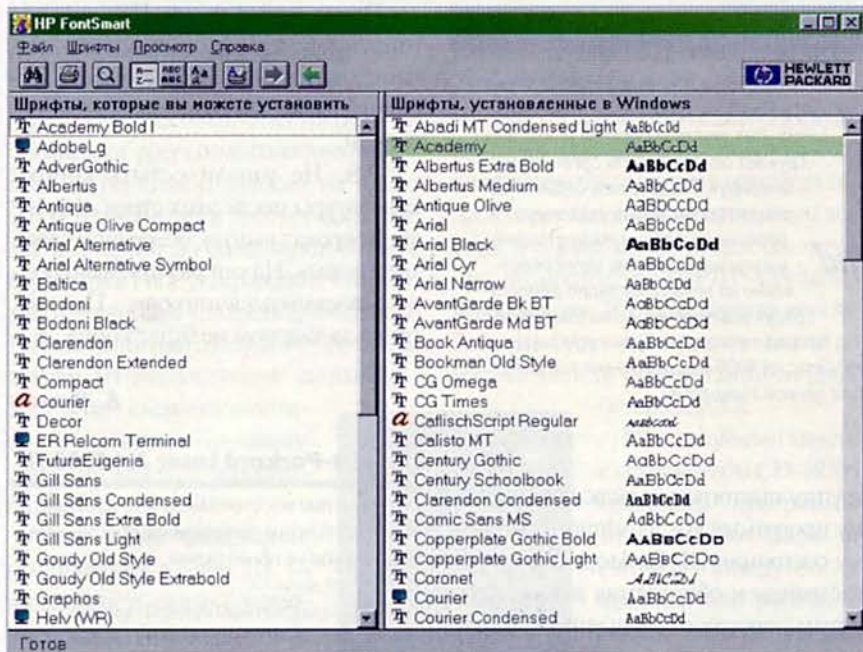 HP FontSmart
Файл Шрифты Просмотр Справка
HEWLETT
PACKARD
Шрифты, которые вы можете установить
Academy Bold I
AdobeLg
AdverGothic
Albertus
Antiqua
Antique Olive Compact
Arial Alternative
Arial Alternative Symbol
Baltica
Bodoni
Bodoni Black
Clarendon
Clarendon Extended
Compact
Courier
Decor
ER Relcom Terminal
FuturaEugenia
Gill Sans
Gill Sans Condensed
Gill Sans Extra Bold
Gill Sans Light
Goudy Old Style
Goudy Old Style Extrabold
Graphos
Helv (WR)
Шрифты, установленные в Windows
Abadi MT Condensed Light AaBbCcDd
Academy AaBbCcDd
Albertus Extra Bold AaBbCcDd
Albertus Medium AaBbCcDd
Antique Olive AaBbCcDd
Arial AaBbCcDd
Arial Black AaBbCcDd
Arial Cyr AaBbCcDd
Arial Narrow AaBbCcDd
AvantGarde Bk BT AaBbCcDd
AvantGarde Md BT AaBbCcDd
Book Antiqua AaBbCcDd
Bookman Old Style AaBbCcDd
CG Omega AaBbCcDd
CG Times AaBbCcDd
CaflischScript Regular AaBbCcDd
Calisto MT AaBbCcDd
Century Gothic AaBbCcDd
Century Schoolbook AaBbCcDd
Clarendon Condensed AaBbCcDd
Comic Sans MS AaBbCcDd
Copperplate Gothic Bold AaBbCcDd
Copperplate Gothic Light AaBbCcDd
Coronet AaBbCcDd
Courier AaBbCcDd
Courier Condensed AaBbCcDd
Готов